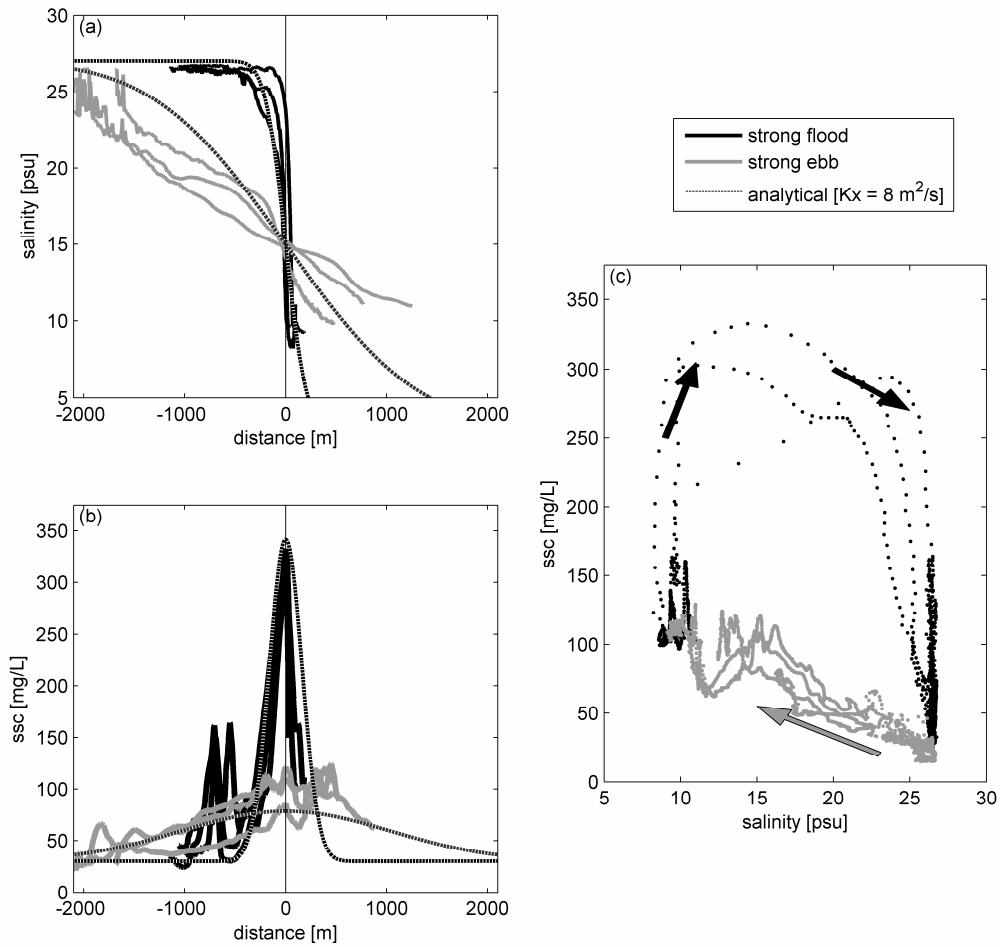 (a)
30
25
20
15
10
5
salinity [psu]
-2000 -1000 0 1000 2000
distance [m]
strong flood
strong ebb
analytical [Kx = 8 m²/s]
(b)
350
300
250
200
150
100
50
0
ssc [mg/L]
-2000 -1000 0 1000 2000
distance [m]
(c)
350
300
250
200
150
100
50
0
ssc [mg/L]
5 10 15 20 25 30
salinity [psu]